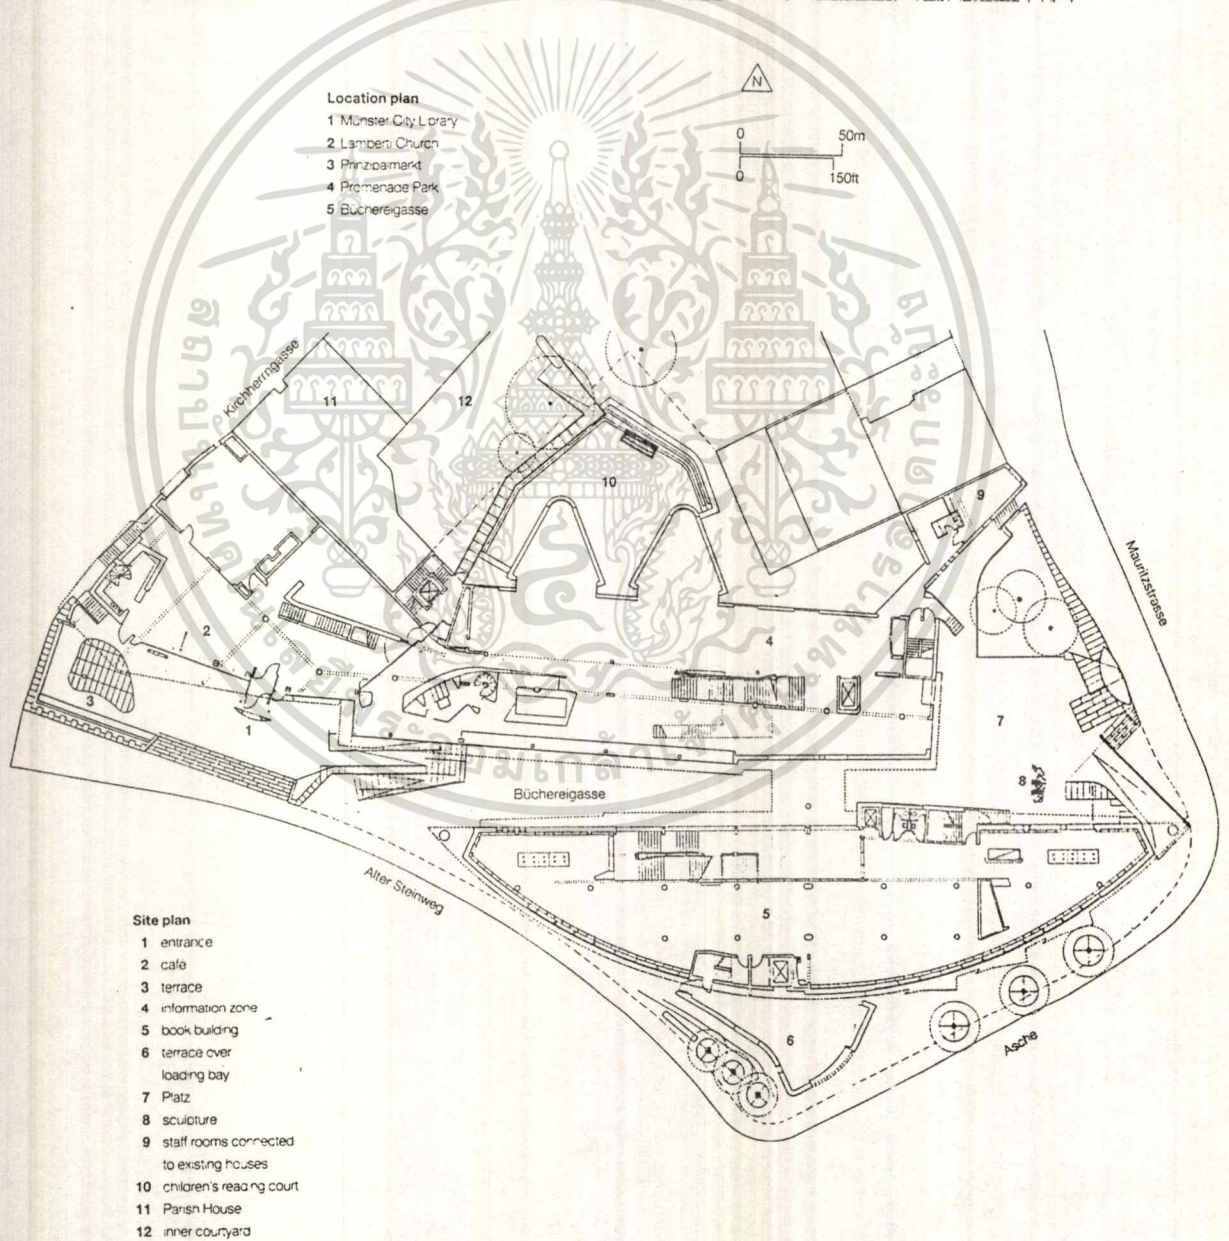 Location plan
1 Münster City Library
2 Lamberti Church
3 Prinzipalmarkt
4 Promenade Park
5 Büchereigasse
N
0 50m
0 150ft
Kirchherrngasse
11
12
10
9
Mauritzstrasse
2
4
3
1
7
8
Büchereigasse
Alter Steinweg
5
6
Asche
Site plan
1 entrance
2 café
3 terrace
4 information zone
5 book building
6 terrace over
loading bay
7 Platz
8 sculpture
9 staff rooms connected
to existing houses
10 children's reading court
11 Parish House
12 inner courtyard